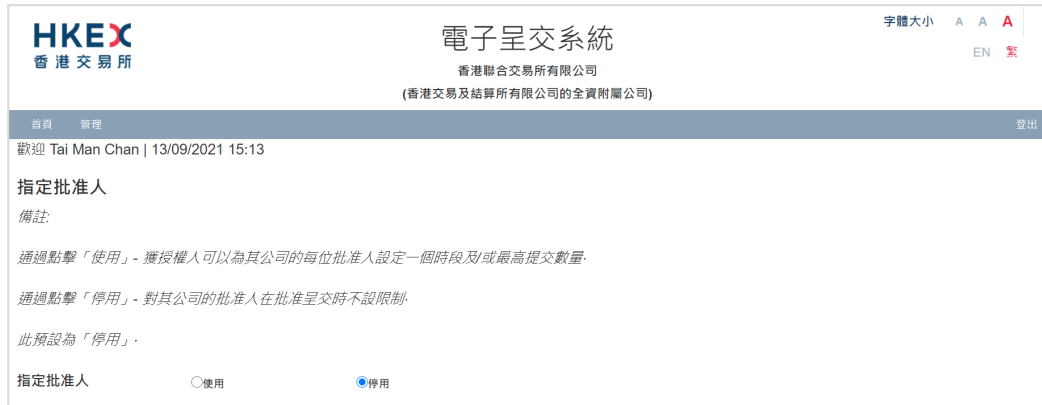 HKEX
香港交易所
電子呈交系統
香港聯合交易所有限公司
(香港交易及結算所有限公司的全資附屬公司)
字體大小 A A A
EN 繁
首頁 管理 登出
歡迎 Tai Man Chan | 13/09/2021 15:13
指定批准人
備註:
通過點擊「使用」- 獲授權人可以為其公司的每位批准人設定一個時段及/或最高提交數量.
通過點擊「停用」- 對其公司的批准人在批准呈交時不設限制.
此預設為「停用」.
指定批准人 使用 停用